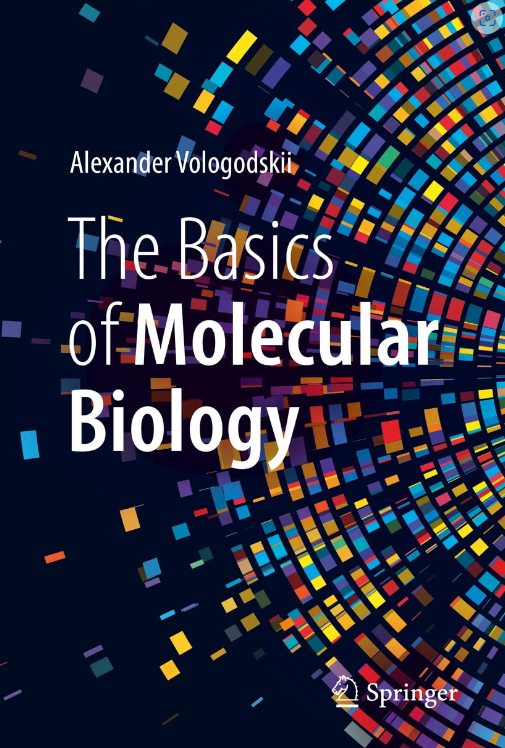 Alexander Vologodskii
The Basics
of Molecular
Biology
Springer